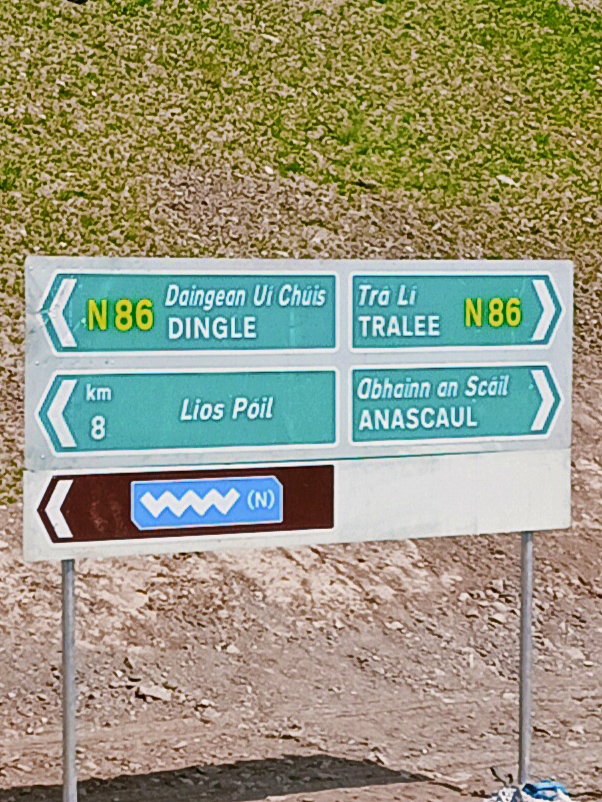 N86 Daingean Uí Chúis
DINGLE
Trá Lí
TRALEE N86
km
8
Lios Póil
Abhainn an Scáil
ANASCAUL
(N)